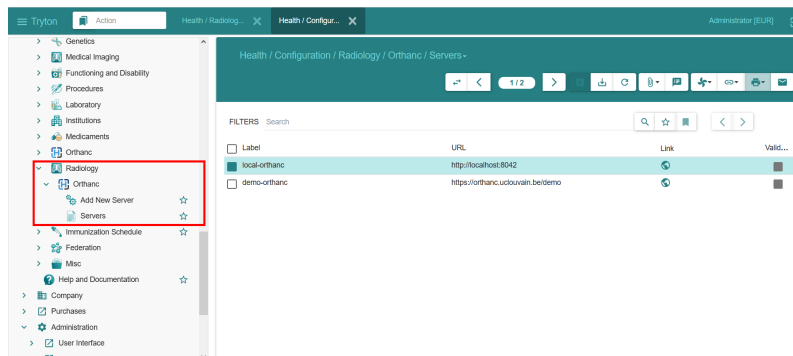 Tryton
Action
Health / Radiolog...
Health / Configur...
Administrator [EUR]
Genetics
Medical Imaging
Functioning and Disability
Procedures
Laboratory
Institutions
Medicaments
Orthanc
Radiology
Orthanc
Add New Server
Servers
Immunization Schedule
Federation
Misc
Help and Documentation
Company
Purchases
Administration
User Interface
Health / Configuration / Radiology / Orthanc / Servers
1/2
FILTERS Search
Label URL Link Valid...
local-orthanc http://localhost:8042
demo-orthanc https://orthanc.uclouvain.be/demo